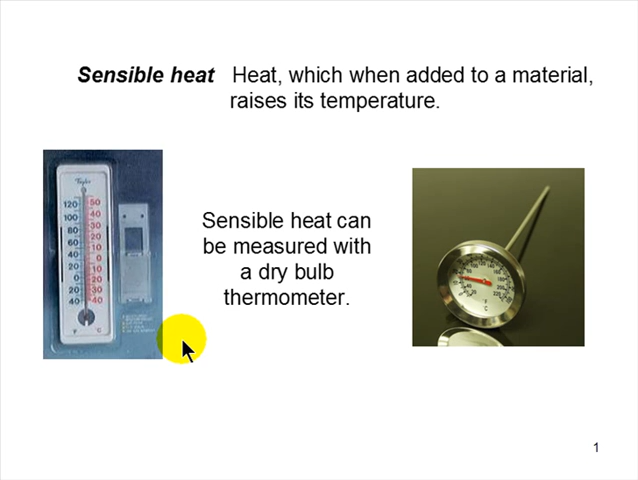 Sensible heat Heat, which when added to a material,
raises its temperature.
Taylor
120 50
100 40
80 30
60 20
40 10
20 0
0 10
20 20
20 30
40 40
°F °C
Sensible heat can
be measured with
a dry bulb
thermometer.
°F
°C
1